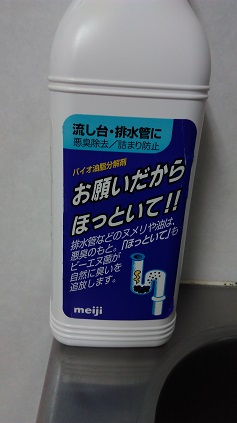 流し台・排水管に
悪臭除去/詰まり防止
バイオ油脂分解剤
お願いだから
ほっといて!!
排水管などのヌメリや油は、
悪臭のもと。「ほっといて」も
ビーエヌ菌が
自然に臭いを
追放します。
meiji